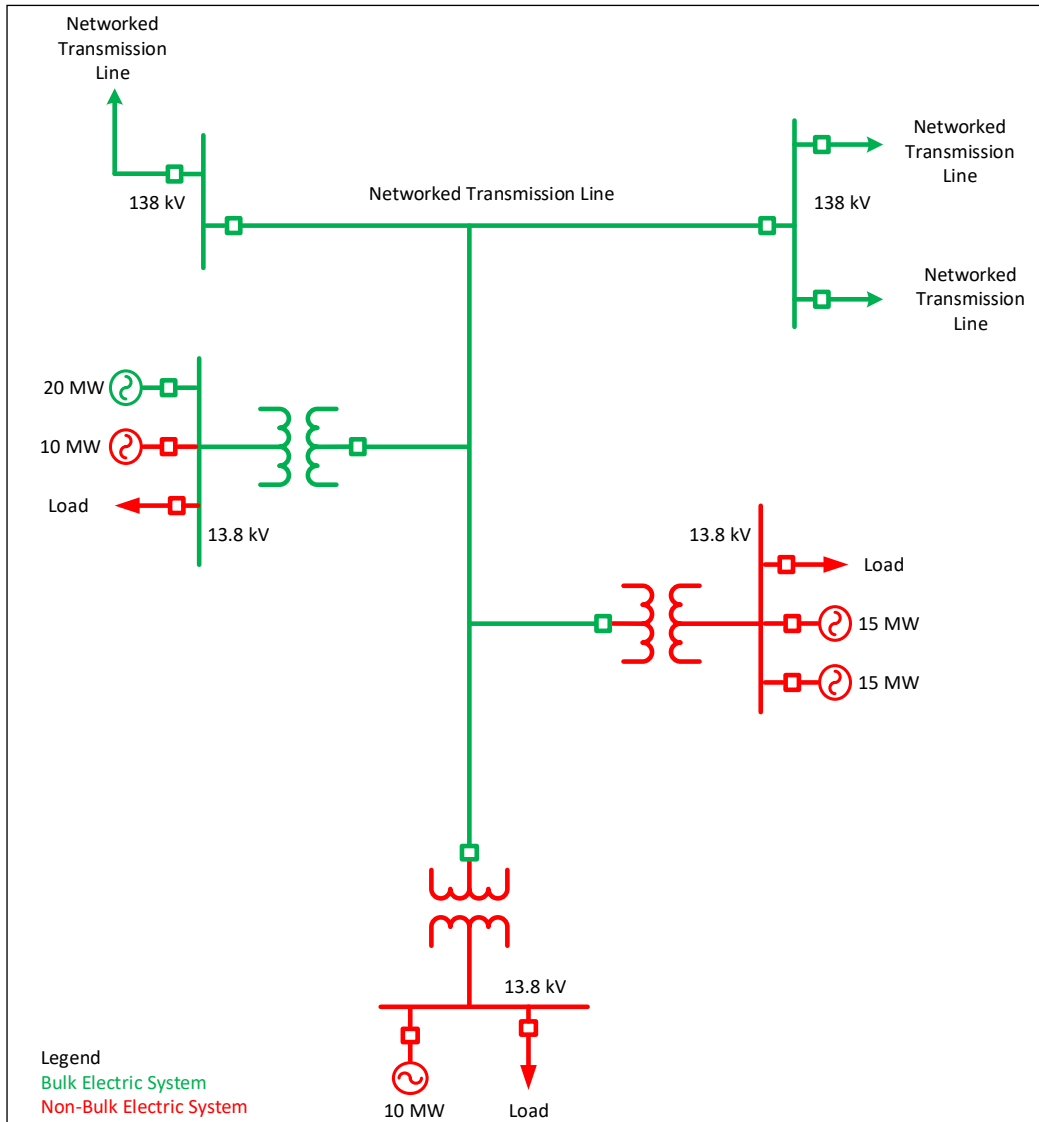 Networked
Transmission
Line
138 kV
Networked Transmission Line
Networked
Transmission
Line
138 kV
Networked
Transmission
Line
20 MW
10 MW
Load
13.8 kV
13.8 kV
Load
15 MW
15 MW
13.8 kV
10 MW
Load
Legend
Bulk Electric System
Non-Bulk Electric System